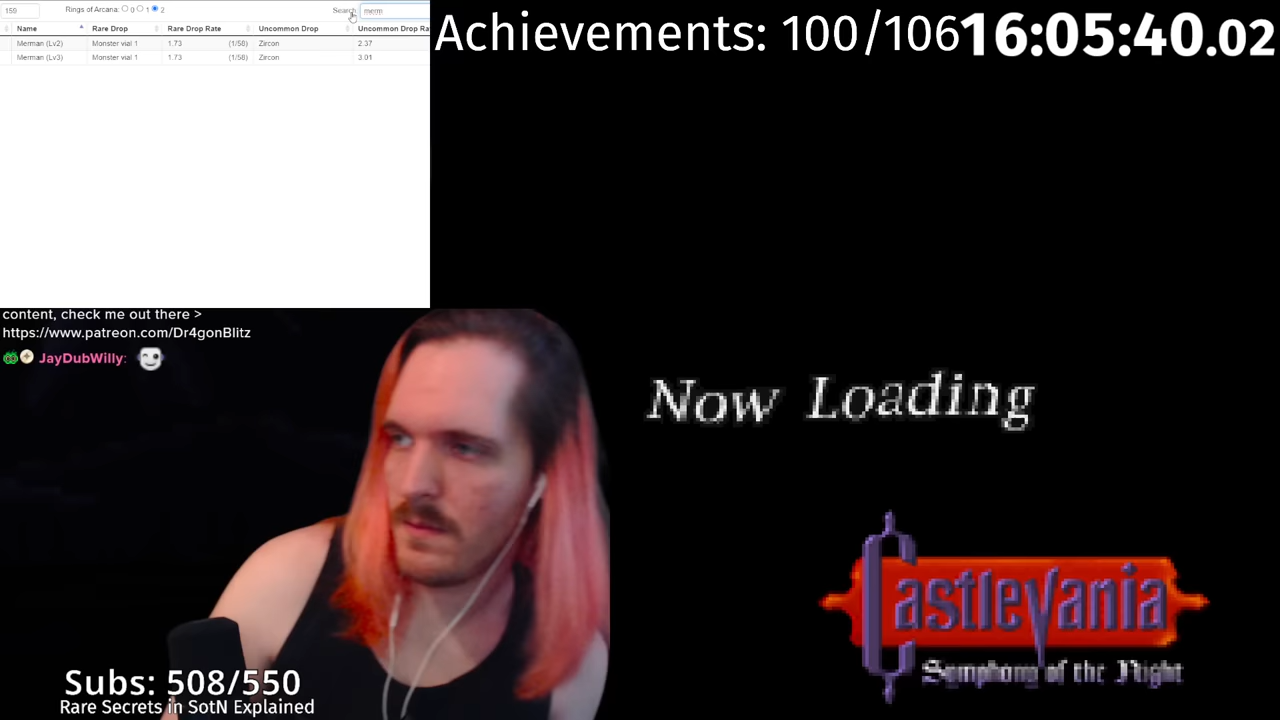 159 Rings of Arcana: 0 1 2 Search: merm
Name Rare Drop Rare Drop Rate Uncommon Drop Uncommon Drop Ra
Merman (Lv2) Monster vial 1 1.73 (1/58) Zircon 2.37
Merman (Lv3) Monster vial 1 1.73 (1/58) Zircon 3.01
Achievements: 100/106
16:05:40.02
content, check me out there >
https://www.patreon.com/Dr4gonBlitz
JayDubWilly:
Now Loading
Castlevania
Symphony of the Night
Subs: 508/550
Rare Secrets in SotN Explained